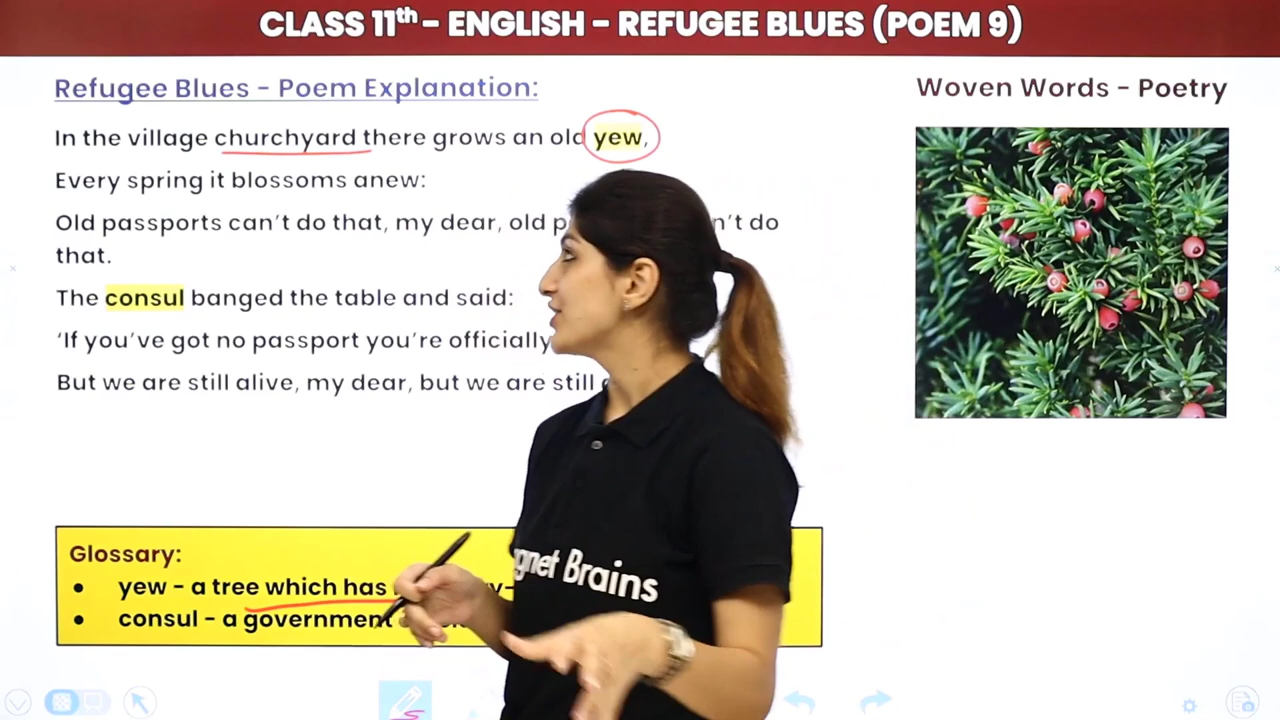 CLASS 11th – ENGLISH – REFUGEE BLUES (POEM 9)
Refugee Blues – Poem Explanation:
Woven Words – Poetry
In the village churchyard there grows an old yew,
Every spring it blossoms anew:
Old passports can't do that, my dear, old do
that.
The consul banged the table and said:
'If you've got no passport you're officially
But we are still alive, my dear, but we are still
Glossary:
• yew – a tree which has
• consul – a government
gnet Brains